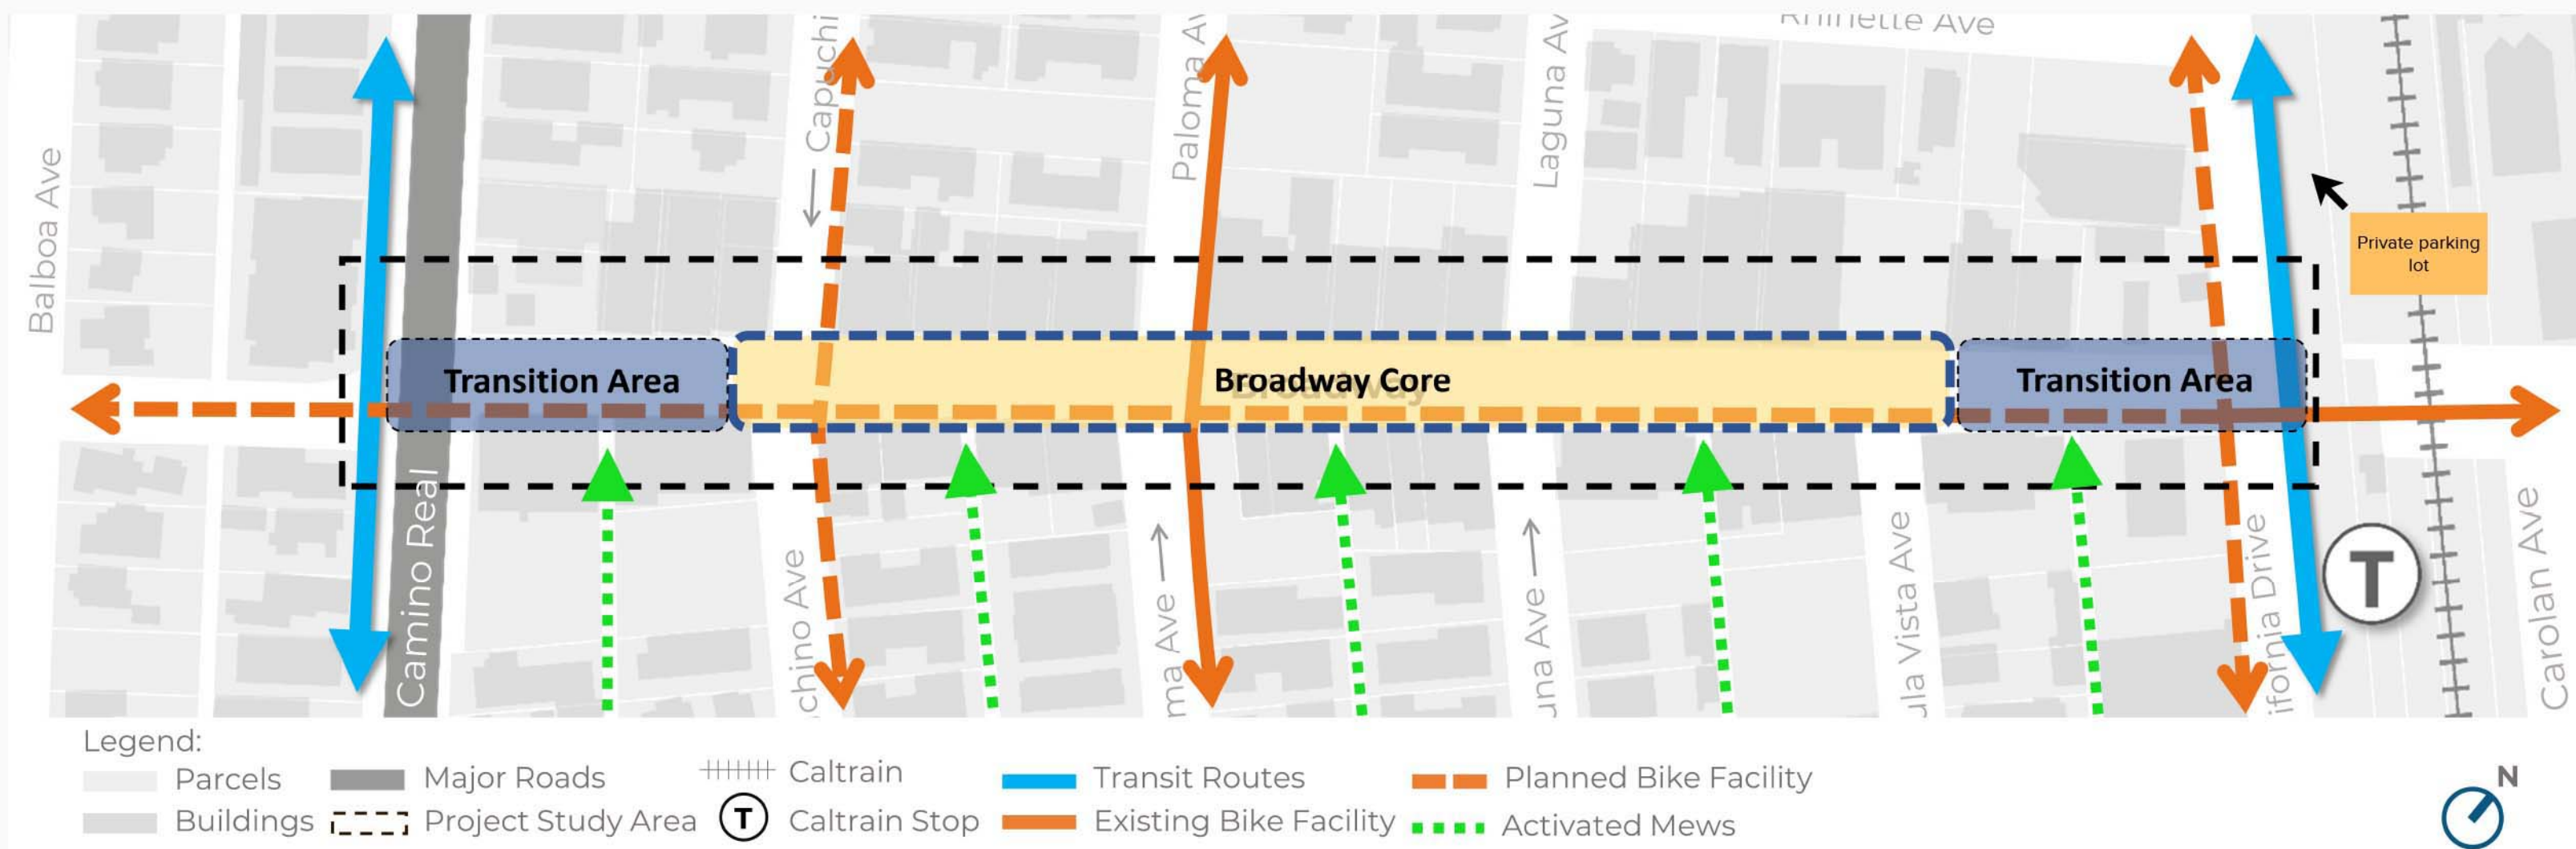 Rhinette Ave
Capuchi
Paloma Av
Laguna Av
Balboa Ave
Private parking
lot
Transition Area
Broadway Core
Broadway
Transition Area
Camino Real
chino Ave
ma Ave
una Ave
ula Vista Ave
ifornia Drive
T
Carolan Ave
Legend:
Parcels
Major Roads
Caltrain
Transit Routes
Planned Bike Facility
N
Buildings
Project Study Area
T
Caltrain Stop
Existing Bike Facility
Activated Mews